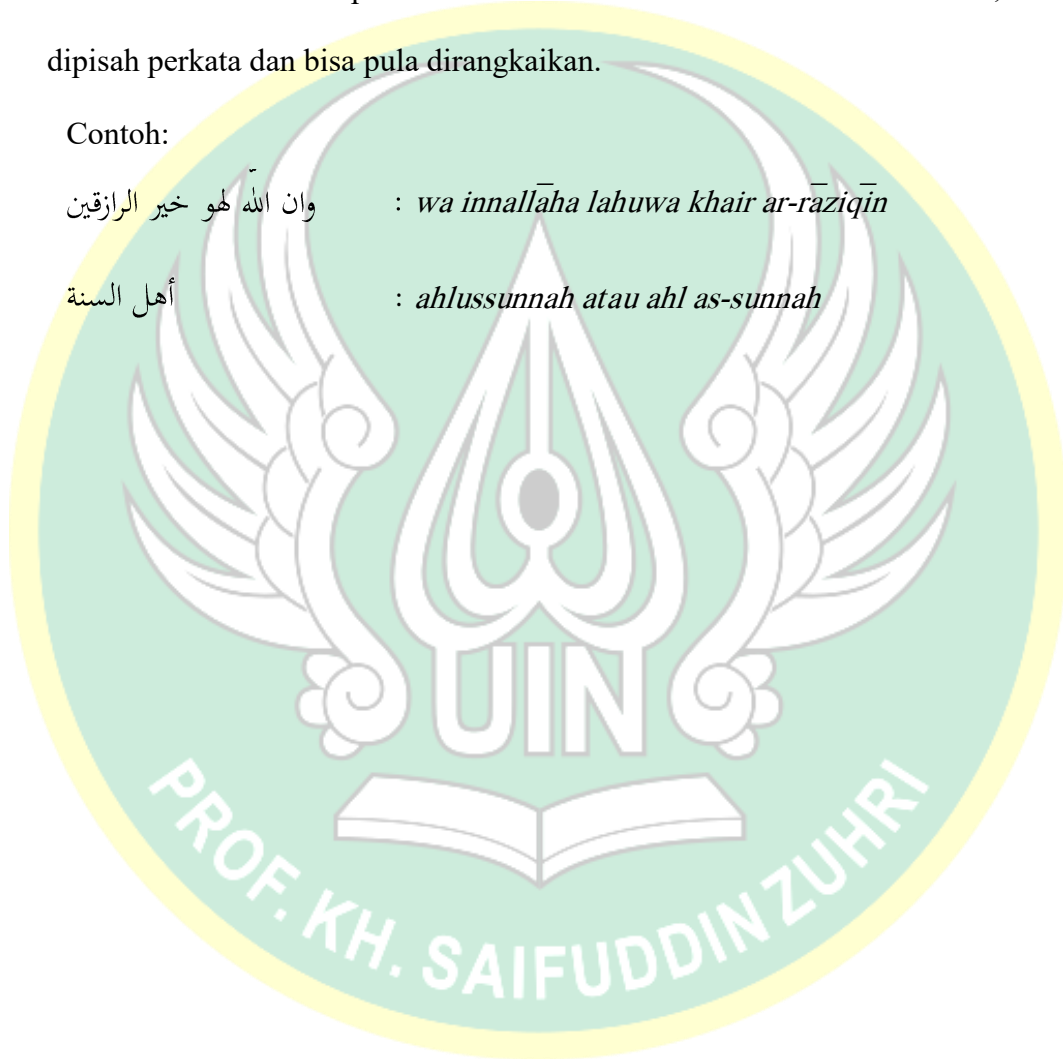 dipisah perkata dan bisa pula dirangkaikan.
Contoh:
وان اللّه لهو خير الرازقين : wa innallāha lahuwa khair ar-rāziqīn
أهل السنة : ahlussunnah atau ahl as-sunnah
UIN
PROF. KH. SAIFUDDIN ZUHRI